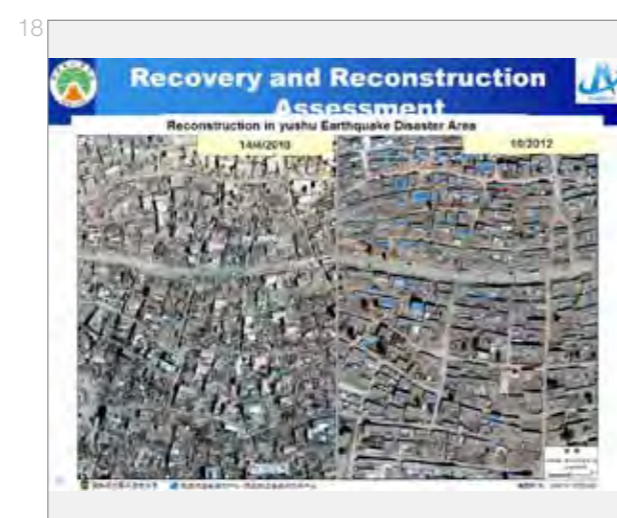 18
Recovery and Reconstruction
Assessment
Reconstruction in yushu Earthquake Disaster Area
14/4/2010
10/2012